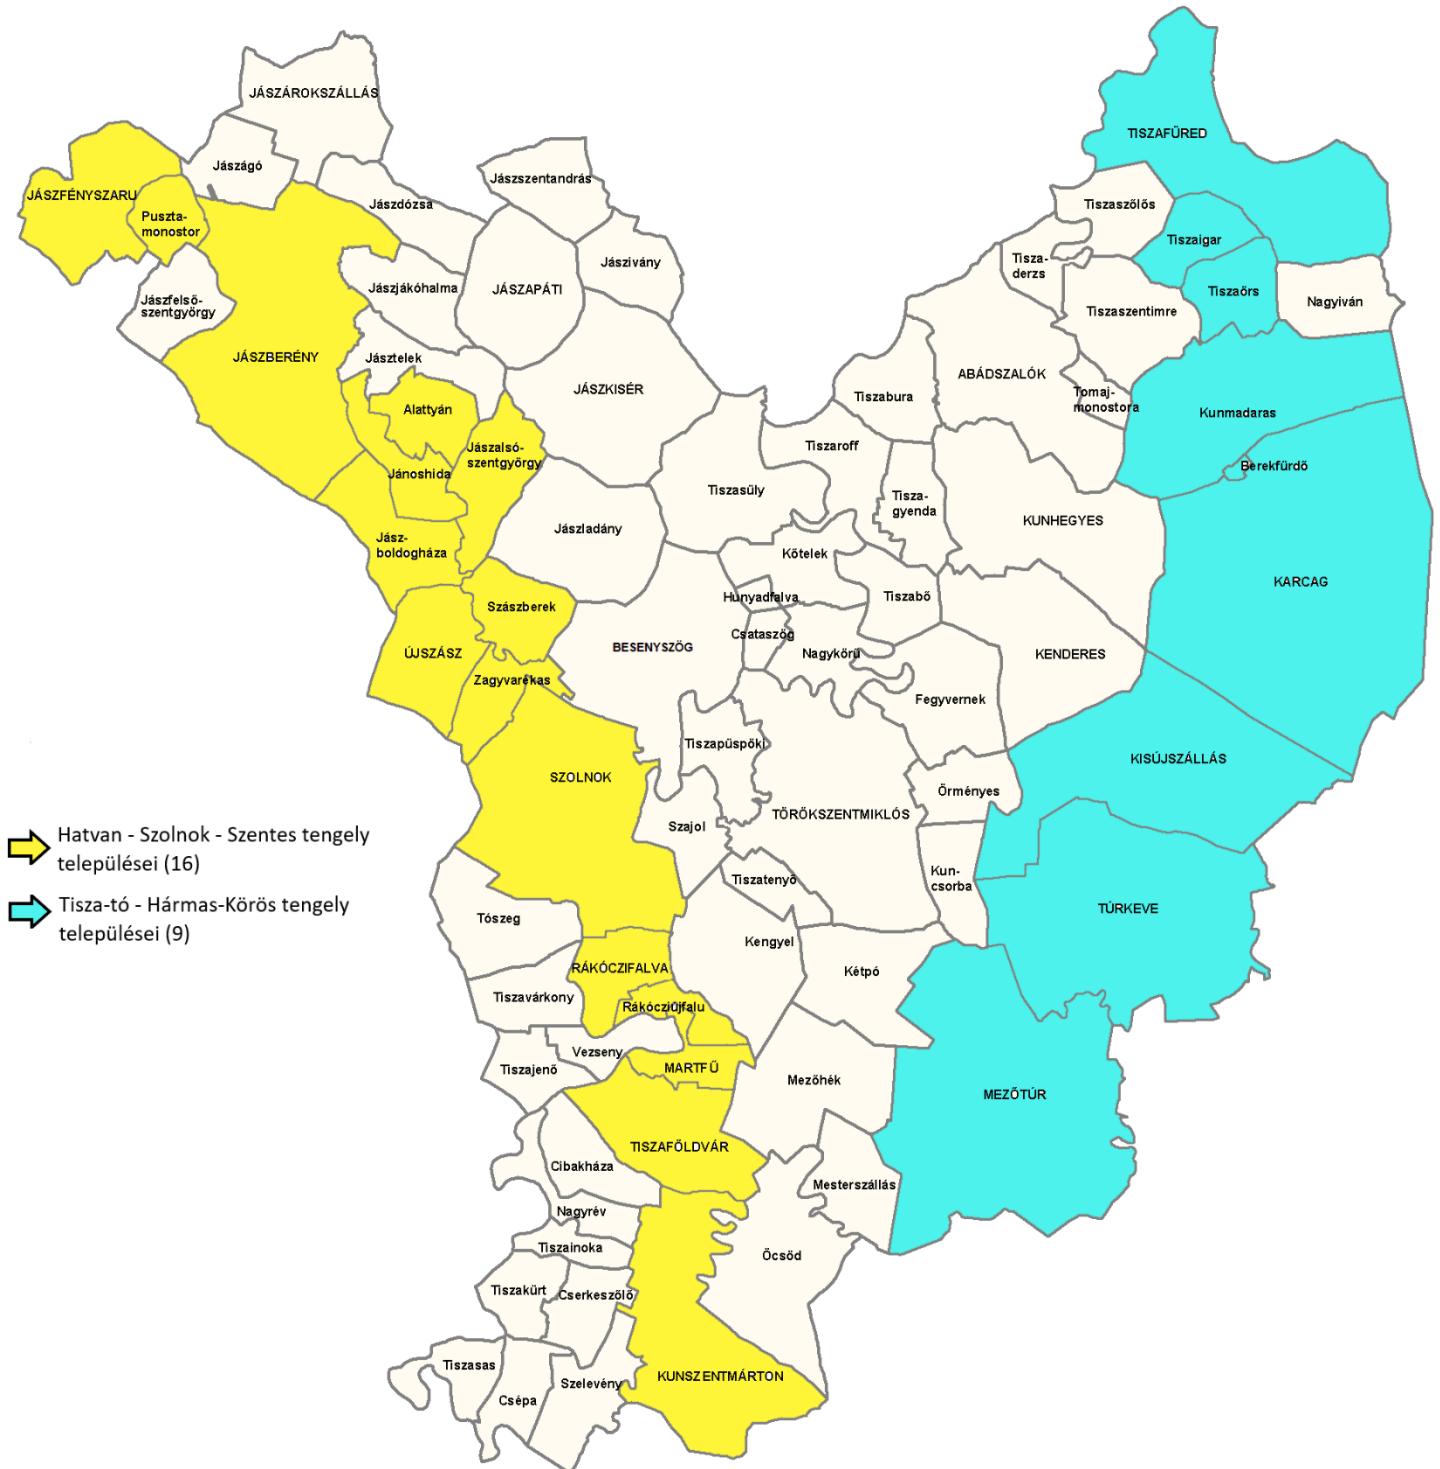 JÁSZÁROKSZÁLLÁS
TISZAFÜRED
Jászágó
Jászszentandrás
JÁSZFÉNYSZARU
Jászdózsa
Tiszaszőlős
Puszta-
monostor
Tiszaigar
Tisza-
derzs
Jászivány
Jászjákóhalma
JÁSZAPÁTI
Tiszaörs
Jászfelső-
szentgyörgy
Nagyiván
Tiszaszentimre
JÁSZBERÉNY
Jásztelek
ABÁDSZALÓK
JÁSZKISÉR
Tiszabura
Tomaj-
monostora
Alattyán
Kunmadaras
Tiszaroff
Jászalsó-
szentgyörgy
Berekfürdő
Jánoshida
Tiszasüly
Tisza-
gyenda
KUNHEGYES
Jászladány
Jász-
boldogháza
Kőtelek
KARCAG
Hunyadfalva
Tiszabő
Szászberek
Csataszög
BESENYSZÖG
ÚJSZÁSZ
Nagykörű
KENDERES
Zagyvarékas
Fegyvernek
Tiszapüspöki
KISÚJSZÁLLÁS
SZOLNOK
Örményes
TÖRÖKSZENTMIKLÓS
Szajol
Hatvan - Szolnok - Szentes tengely
települései (16)
Tiszatenyő
Kun-
csorba
Tisza-tó - Hármas-Körös tengely
települései (9)
TÚRKEVE
Tószeg
Kengyel
RÁKÓCZIFALVA
Kétpó
Tiszavárkony
Rákócziújfalu
Vezseny
Tiszajenő
MARTFŰ
Mezőhék
MEZŐTÚR
TISZAFÖLDVÁR
Cibakháza
Mesterszállás
Nagyrév
Tiszainoka
Öcsöd
Tiszakürt
Cserkeszőlő
Tiszasas
Szelevény
KUNSZENTMÁRTON
Csépa